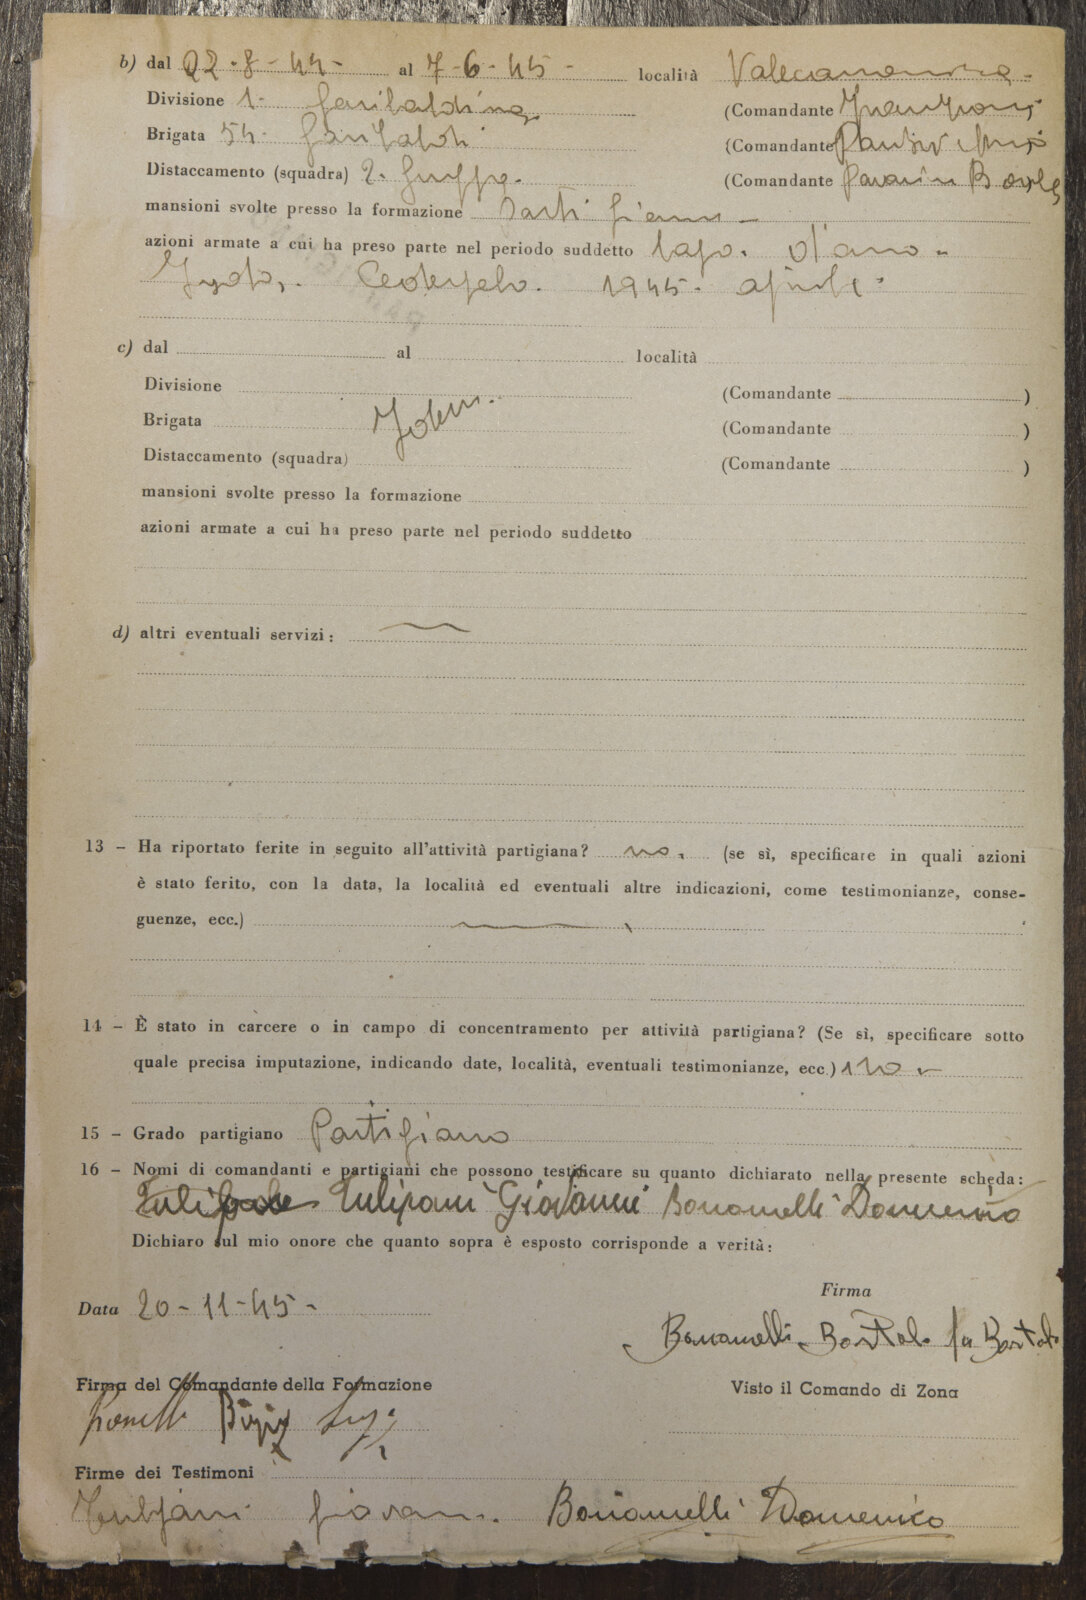 b) dal 22-8-44- al 7-6-45- località Valecamonica.
Divisione 1- Garibaldina (Comandante
Brigata 54- Garibaldi (Comandante
Distaccamento (squadra) 2. Gruppo. (Comandante
mansioni svolte presso la formazione Partigiano -
azioni armate a cui ha preso parte nel periodo suddetto lago. d'arno -
Cedegolo. 1945- aprile.
c) dal al località
Divisione (Comandante )
Brigata (Comandante )
Distaccamento (squadra) (Comandante )
mansioni svolte presso la formazione
azioni armate a cui ha preso parte nel periodo suddetto
d) altri eventuali servizi:
13 – Ha riportato ferite in seguito all'attività partigiana? no. (se sì, specificare in quali azioni
è stato ferito, con la data, la località ed eventuali altre indicazioni, come testimonianze, conse-
guenze, ecc.)
14 – È stato in carcere o in campo di concentramento per attività partigiana? (Se sì, specificare sotto
quale precisa imputazione, indicando date, località, eventuali testimonianze, ecc.) no -
15 – Grado partigiano Partigiano
16 – Nomi di comandanti e partigiani che possono testificare su quanto dichiarato nella presente scheda:
Tulipani Giovanni Bonomelli Domenico
Dichiaro sul mio onore che quanto sopra è esposto corrisponde a verità:
Firma
Data 20-11-45-
Bonomelli Bortolo fu Bortolo
Firma del Comandante della Formazione
Visto il Comando di Zona
Firme dei Testimoni
Tulipani Giovanni. Bonomelli Domenico